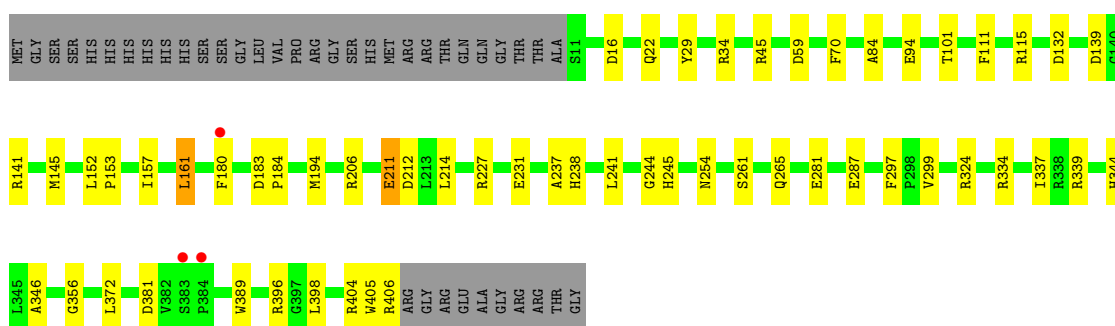 MET GLY SER SER HIS HIS HIS HIS HIS HIS SER SER GLY LEU VAL PRO ARG GLY SER HIS MET ARG ARG THR GLN GLN GLY THR THR ALA S11 D16 Q22 Y29 R34 R45 D59 F70 A84 E94 T101 F111 R115 D132 D139 G140
R141 M145 L152 P153 I157 L161 F180 D183 P184 M194 R206 E211 D212 L213 L214 R227 E231 A237 H238 L241 G244 H245 N254 S261 Q265 E281 E287 F297 P298 V299 R324 R334 I337 R338 R339 H344
L345 A346 G356 L372 D381 V382 S383 P384 W389 R396 G397 L398 R404 W405 R406 ARG GLY ARG GLU ALA GLY ARG ARG THR GLY